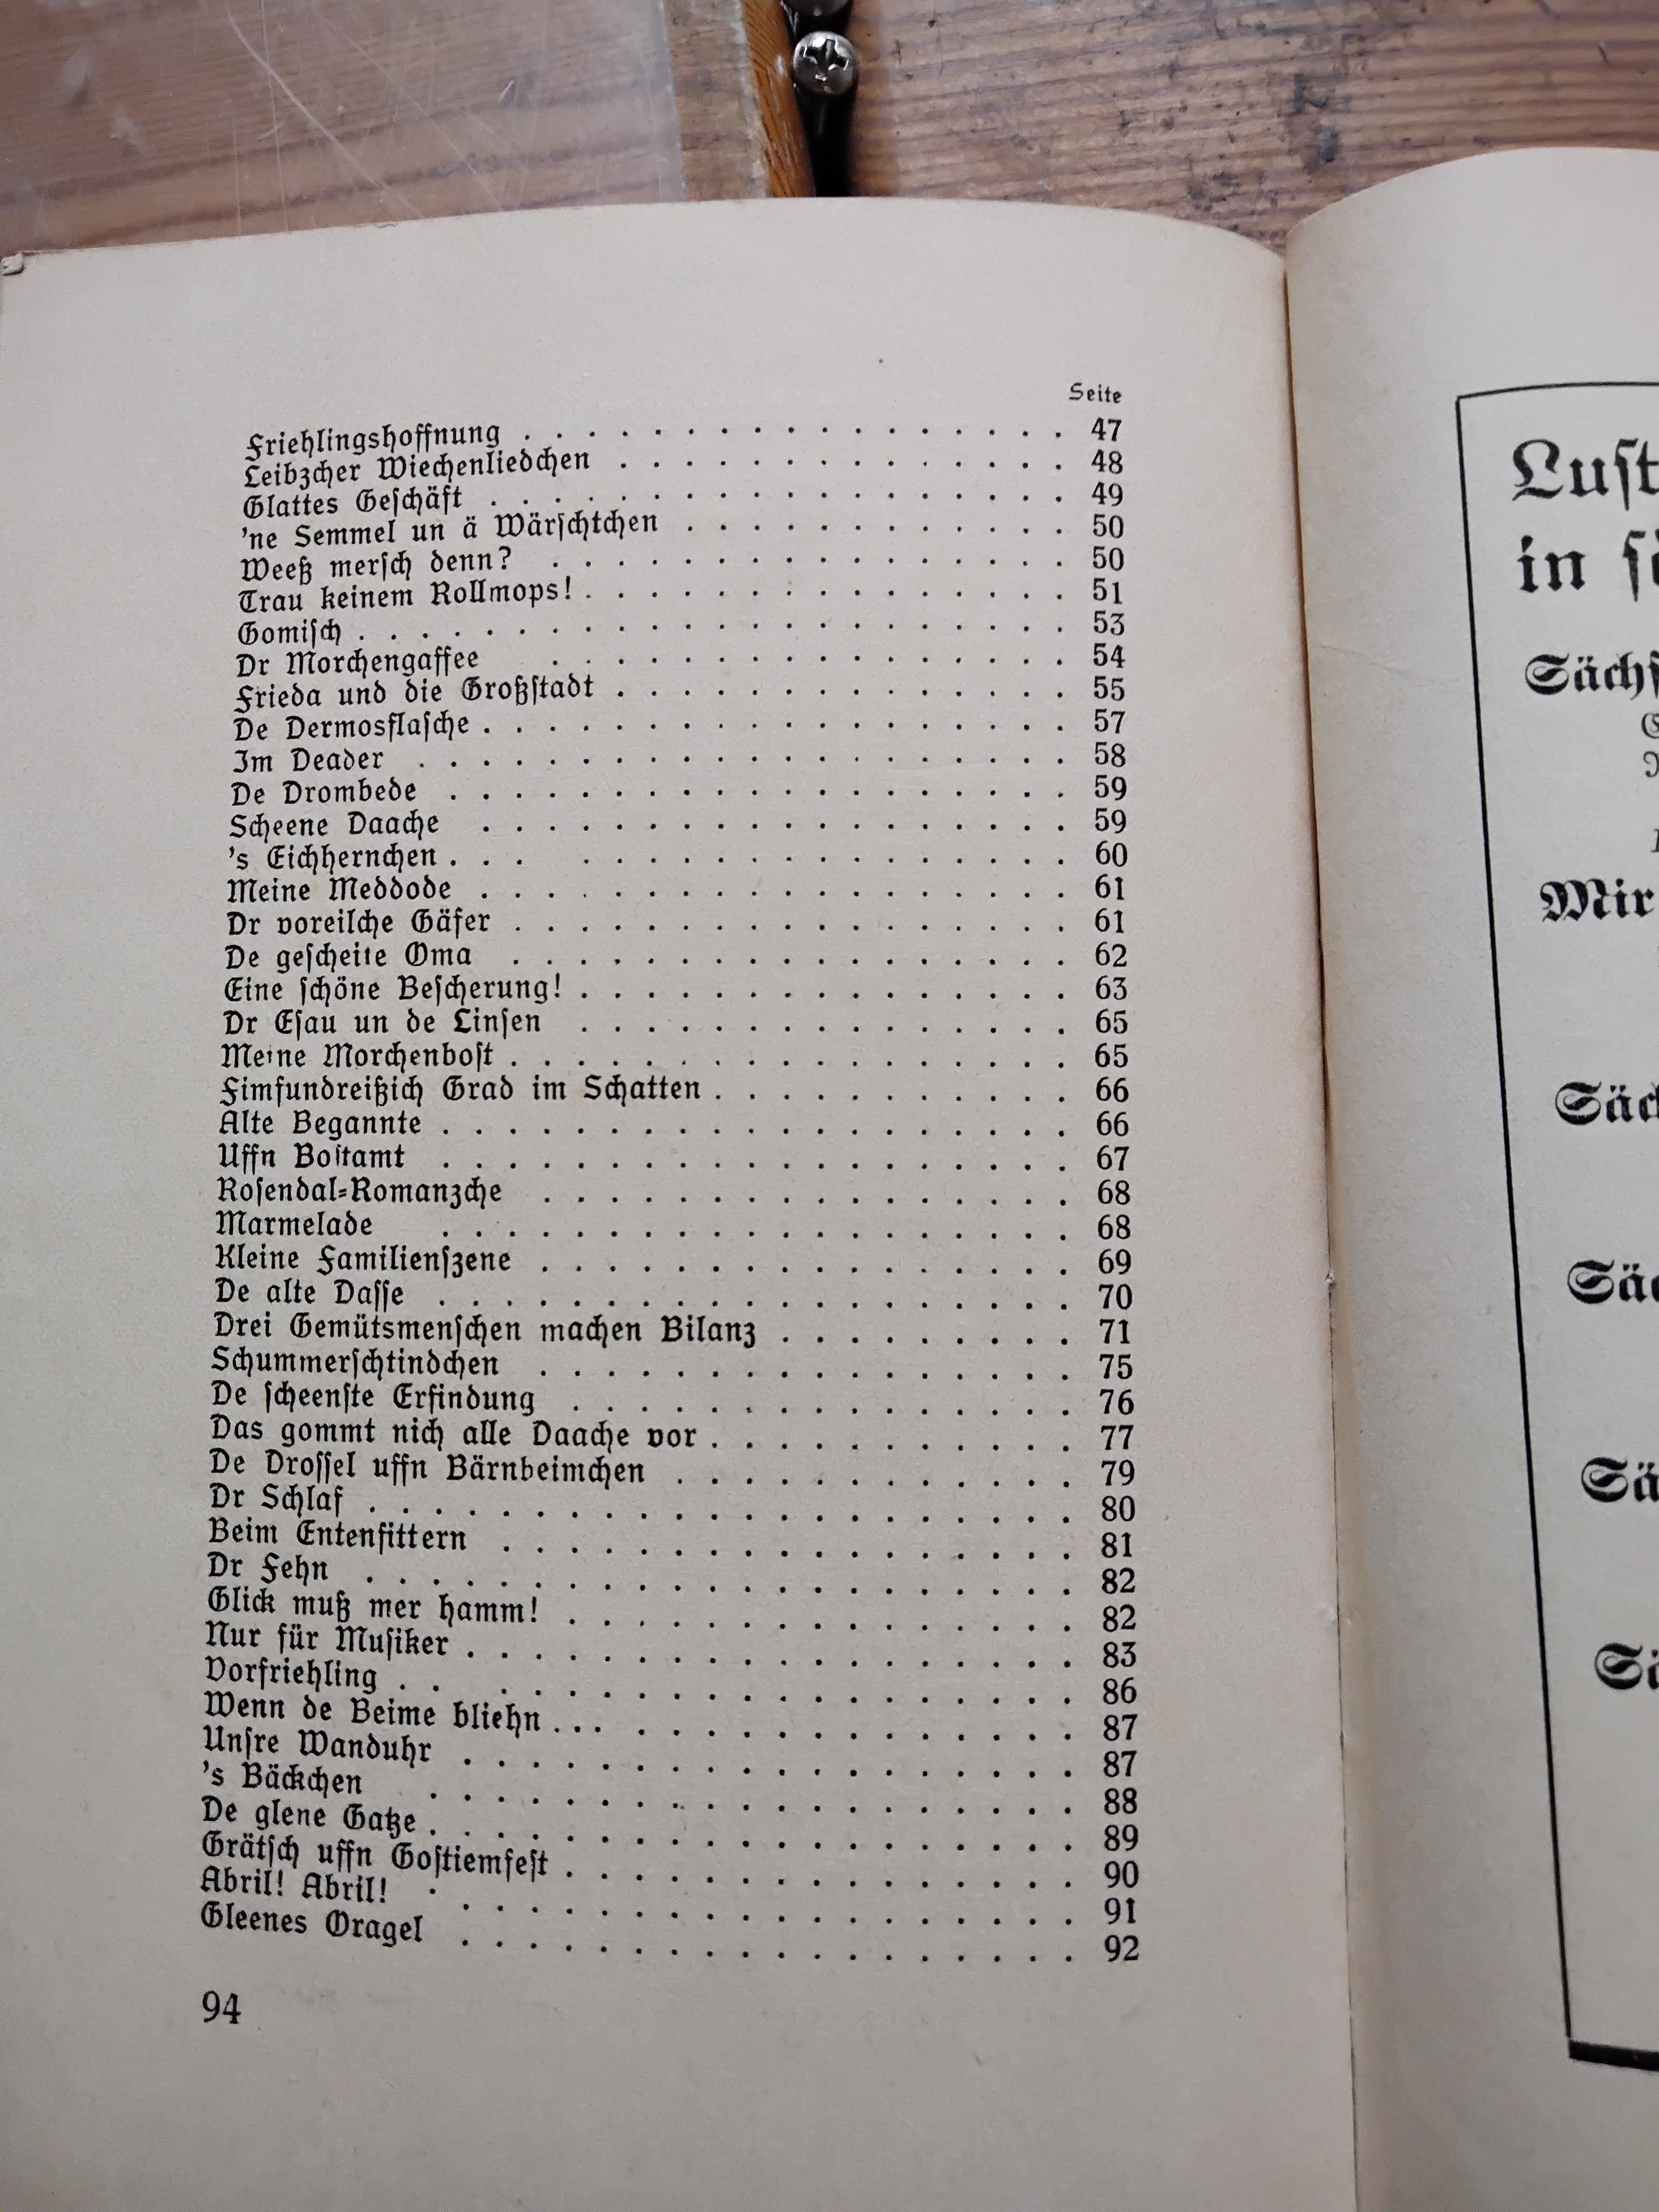 Seite
Friehlingshoffnung . . . . . . . . . . . . . . . . . 47
Leibzcher Wiechenliedchen . . . . . . . . . . . . . . 48
Glattes Geschäft . . . . . . . . . . . . . . . . . . 49
'ne Semmel un ä Wärschtchen . . . . . . . . . . . . 50
Weeß mersch denn? . . . . . . . . . . . . . . . . 50
Trau keinem Rollmops! . . . . . . . . . . . . . . . 51
Gomisch . . . . . . . . . . . . . . . . . . . . . . 53
Dr Morchengaffee . . . . . . . . . . . . . . . . 54
Frieda und die Großstadt . . . . . . . . . . . . . . 55
De Dermosflasche . . . . . . . . . . . . . . . . . . 57
Im Deader . . . . . . . . . . . . . . . . . . . . 58
De Drombede . . . . . . . . . . . . . . . . . . . 59
Scheene Daache . . . . . . . . . . . . . . . . . . 59
's Eichhernchen . . . . . . . . . . . . . . . . . . 60
Meine Meddode . . . . . . . . . . . . . . . . . . 61
Dr voreilche Gäfer . . . . . . . . . . . . . . . . . 61
De gescheite Oma . . . . . . . . . . . . . . . . . 62
Eine schöne Bescherung! . . . . . . . . . . . . . . . 63
Dr Esau un de Linsen . . . . . . . . . . . . . . . 65
Meine Morchenbost . . . . . . . . . . . . . . . . . 65
Fimfundreißich Grad im Schatten . . . . . . . . . . . 66
Alte Begannte . . . . . . . . . . . . . . . . . . . 66
Uffn Bostamt . . . . . . . . . . . . . . . . . . . 67
Rosendal-Romanzche . . . . . . . . . . . . . . . . 68
Marmelade . . . . . . . . . . . . . . . . . . . 68
Kleine Familienszene . . . . . . . . . . . . . . . . 69
De alte Dasse . . . . . . . . . . . . . . . . . . . 70
Drei Gemütsmenschen machen Bilanz . . . . . . . . . 71
Schummerschtindchen . . . . . . . . . . . . . . . . 75
De scheenste Erfindung . . . . . . . . . . . . . . . 76
Das gommt nich alle Daache vor . . . . . . . . . . . 77
De Drossel uffn Bärnbeimchen . . . . . . . . . . . . 79
Dr Schlaf . . . . . . . . . . . . . . . . . . . . . 80
Beim Entenfittern . . . . . . . . . . . . . . . . . 81
Dr Fehn . . . . . . . . . . . . . . . . . . . . . 82
Glick muß mer hamm! . . . . . . . . . . . . . . . 82
Nur für Musiker . . . . . . . . . . . . . . . . . . 83
Vorfriehling . . . . . . . . . . . . . . . . . . . 86
Wenn de Beime bliehn ... . . . . . . . . . . . . . . 87
Unsre Wanduhr . . . . . . . . . . . . . . . . . . 87
's Bäckchen . . . . . . . . . . . . . . . . . . . 88
De glene Gatze . . . . . . . . . . . . . . . . . . . 89
Grätsch uffn Gostiemfest . . . . . . . . . . . . . . . 90
Abril! Abril! . . . . . . . . . . . . . . . . . . . 91
Gleenes Oragel . . . . . . . . . . . . . . . . . . 92
94
in
Mir